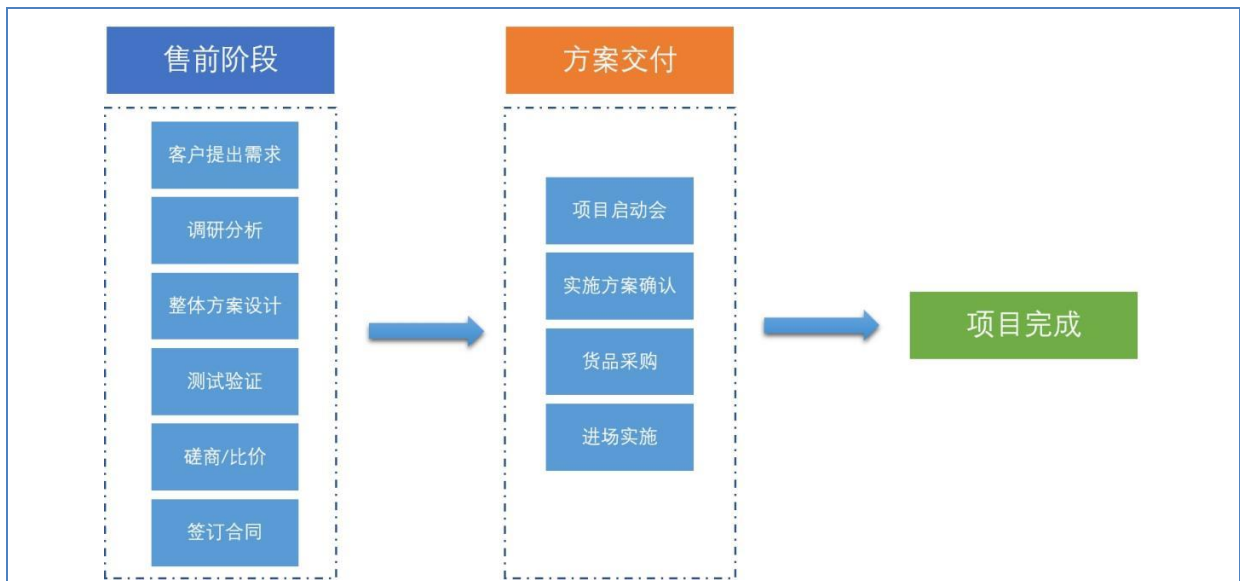 售前阶段
客户提出需求
调研分析
整体方案设计
测试验证
磋商/比价
签订合同
方案交付
项目启动会
实施方案确认
货品采购
进场实施
项目完成